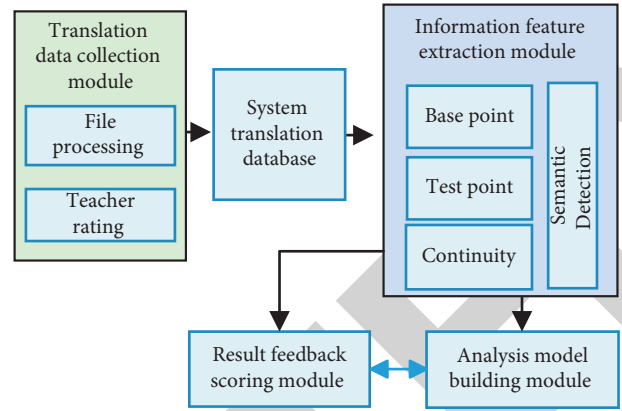 Translation
data collection
module
File
processing
Teacher
rating
System
translation
database
Information feature
extraction module
Base point
Test point
Continuity
Semantic
Detection
Result feedback
scoring module
Analysis model
building module